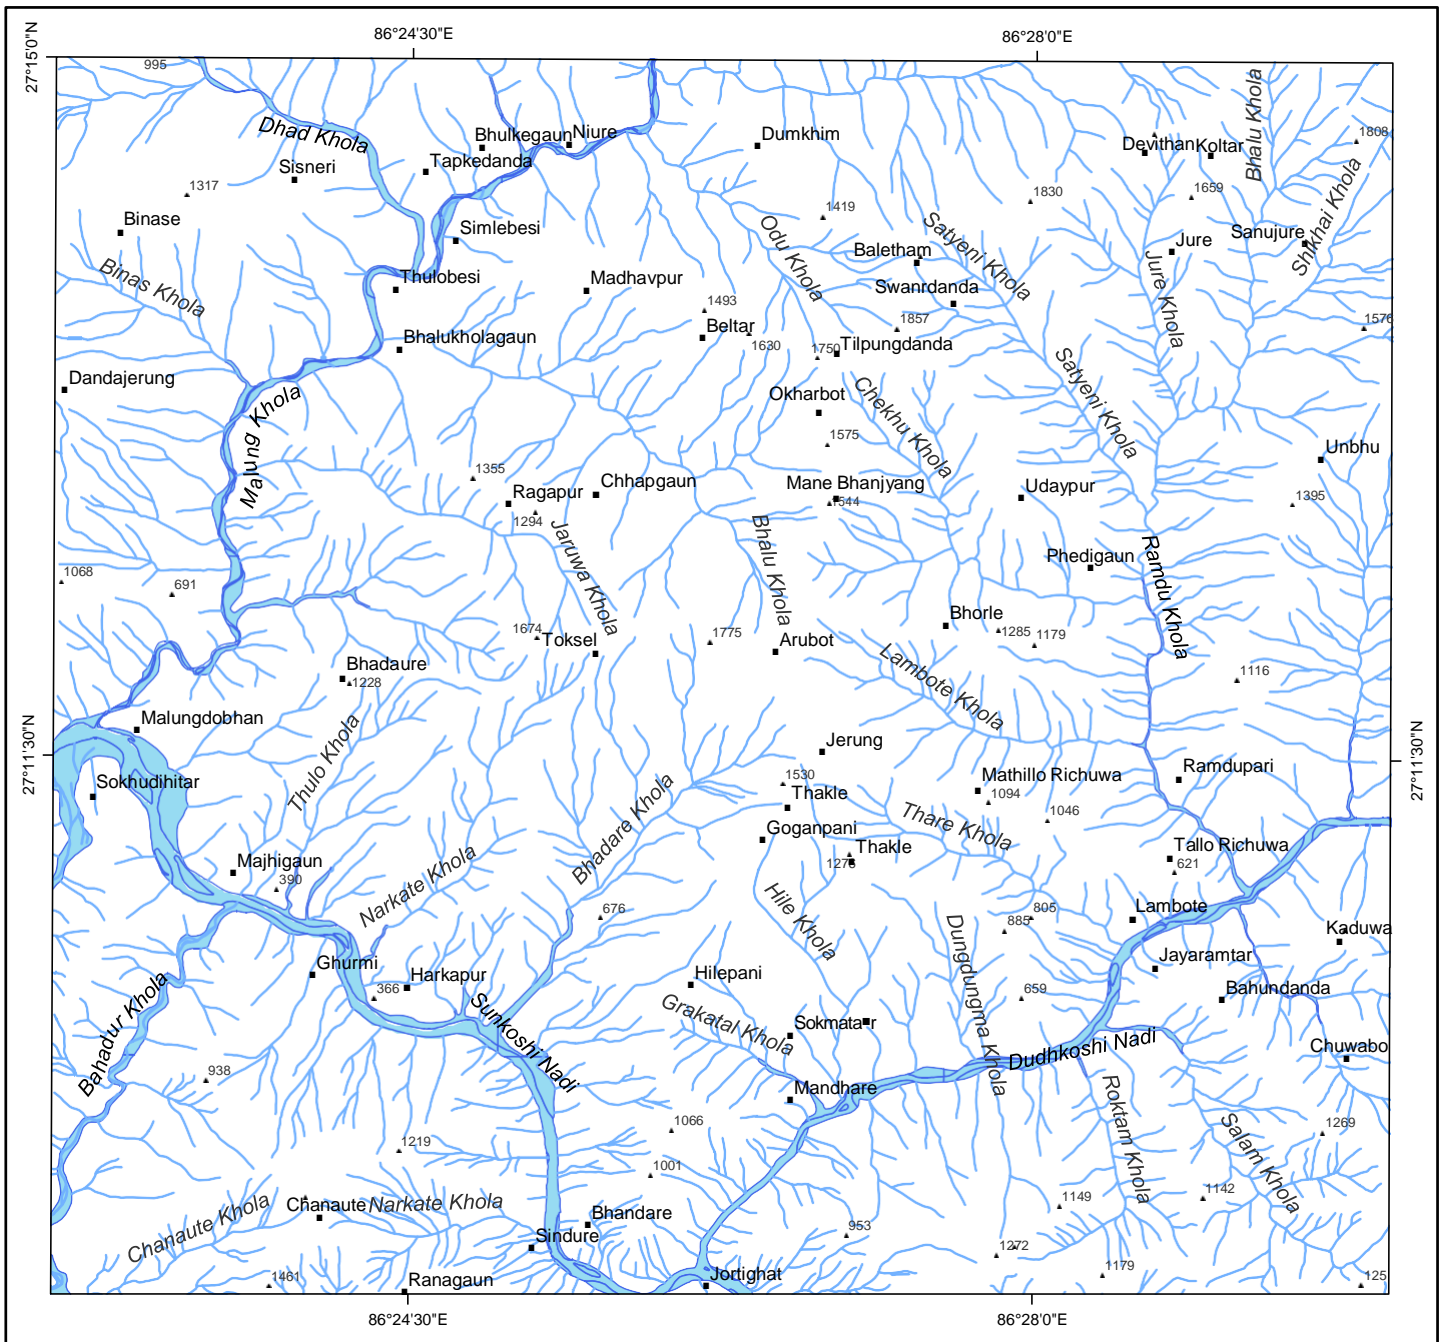 86°24'30"E
86°28'0"E
27°15'0"N
995
Dhad Khola
Bhulkegaun
Niure
Dumkhim
Devithan
Koltar
Bhalu Khola
1808
Sisneri
Tapkedanda
1317
1419
1830
1659
Shikhai Khola
Binase
Simlebesi
Odu Khola
Satyeni Khola
Baletham
Jure
Sanujure
Binas Khola
Thulobesi
Madhavpur
Swanrdanda
Jure Khola
1493
1857
1576
Beltar
1630
Bhalukholagaun
1750
Tilpungdanda
Satyeni Khola
Dandajerung
Malung Khola
Okharbot
Chekhu Khola
1575
Unbhu
1355
Ragapur
Chhapgaun
Mane Bhanjyang
1544
Udaypur
1395
1294
Jaruwa Khola
Bhalu Khola
Phedigaun
Ramdu Khola
1068
691
Bhorle
1285
1179
1674
Toksel
1775
Arubot
Lambote Khola
Bhadaure
1228
1116
Malungdobhan
Thulo Khola
Jerung
27°11'30"N
27°11'30"N
Sokhudihitar
1530
Thakle
Mathillo Richuwa
1094
Ramdupari
1046
Bhadare Khola
Thare Khola
Goganpani
Thakle
1276
Tallo Richuwa
621
Majhigaun
390
Narkate Khola
Hile Khola
676
Dungdungma Khola
805
885
Lambote
Kaduwa
Ghurmi
Harkapur
366
Hilepani
Jayaramtar
659
Bahundanda
Bahadur Khola
Sunkoshi Nadi
Grakatal Khola
Sokmatar
Dudhkoshi Nadi
Chuwabo
938
Mandhare
Roktam Khola
1066
Salam Khola
1269
1219
1001
Chanaute Khola
Chanaute
Narkate Khola
1149
1142
Bhandare
Sindure
953
1272
1179
1461
Ranagaun
Jortighat
125
86°24'30"E
86°28'0"E